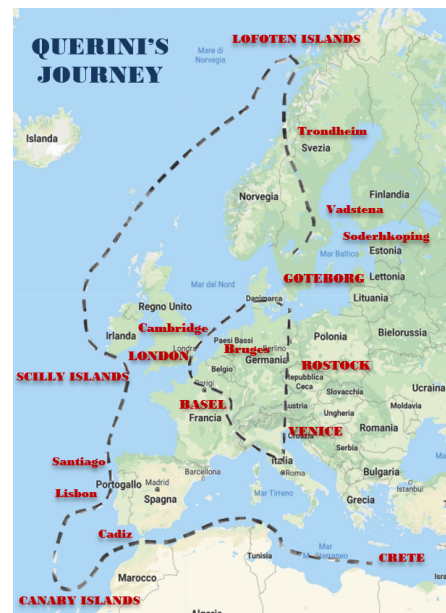 QUERINI'S
JOURNEY
LOFOTEN ISLANDS
Mare di
Norvegia
Islanda
Trondheim
Svezia
Norvegia
Finlandia
Vadstena
Soderhkoping
Estonia
Mar Baltico
Lettonia
GOTEBORG
Mar del Nord
Lituania
Danimarca
Regno Unito
Cambridge
Irlanda
Londra
Paesi Bassi
Berlino
Polonia
Bielorussia
LONDON
Bruges
Germania
Belgio
SCILLY ISLANDS
ROSTOCK
Parigi
Repubblica
Ceca
Ucraina
BASEL
Slovacchia
Francia
Austria
Ungheria
Moldavia
VENICE
Croazia
Romania
Serbia
Santiago
Italia
Bulgaria
Barcellona
Roma
Madrid
Istanbul
Portogallo
Lisbon
Spagna
Mar Tirreno
Grecia
Cadiz
Tunisia
CRETE
Marocco
CANARY ISLANDS